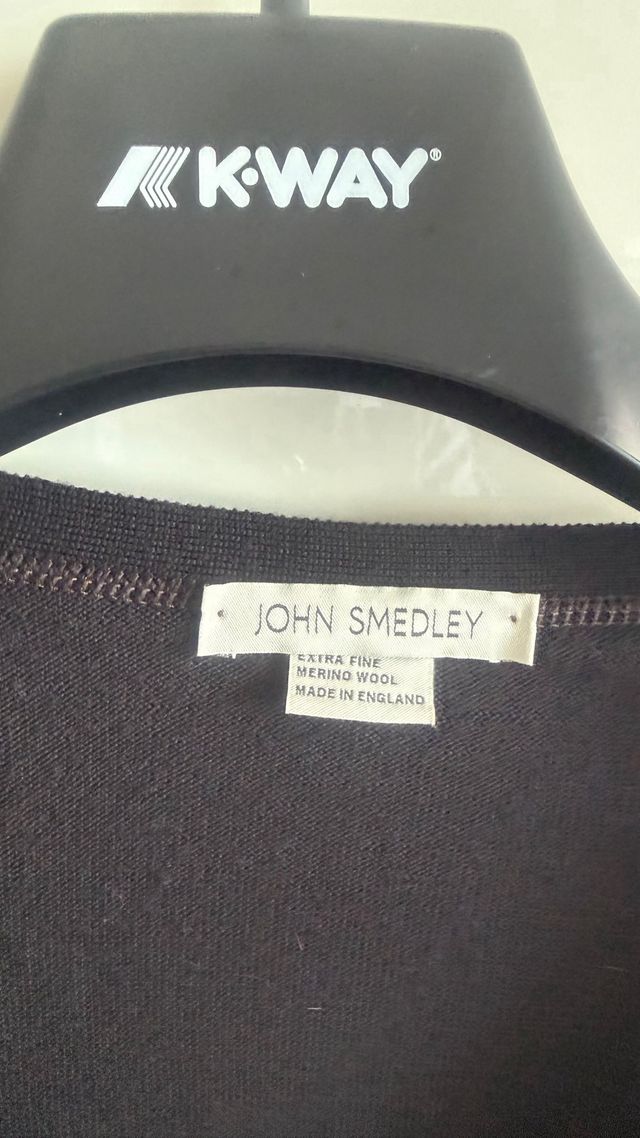 K·WAY®
JOHN SMEDLEY
EXTRA FINE
MERINO WOOL
MADE IN ENGLAND